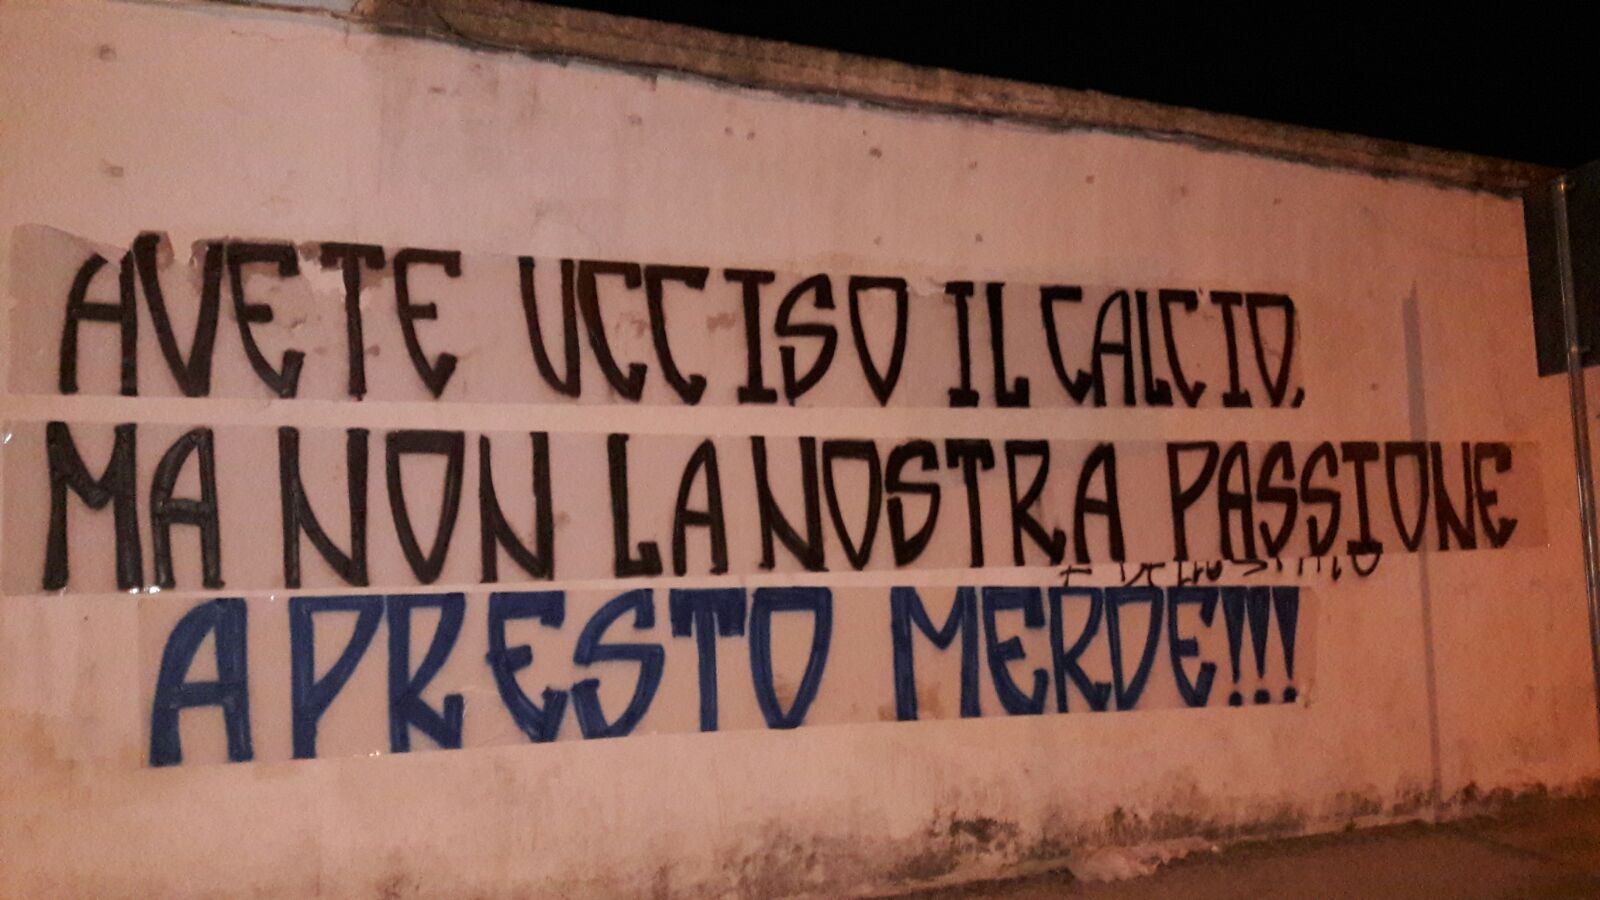 AVETE UCCISO IL CALCIO,
MA NON LA NOSTRA PASSIONE
A PRESTO MERDE!!!